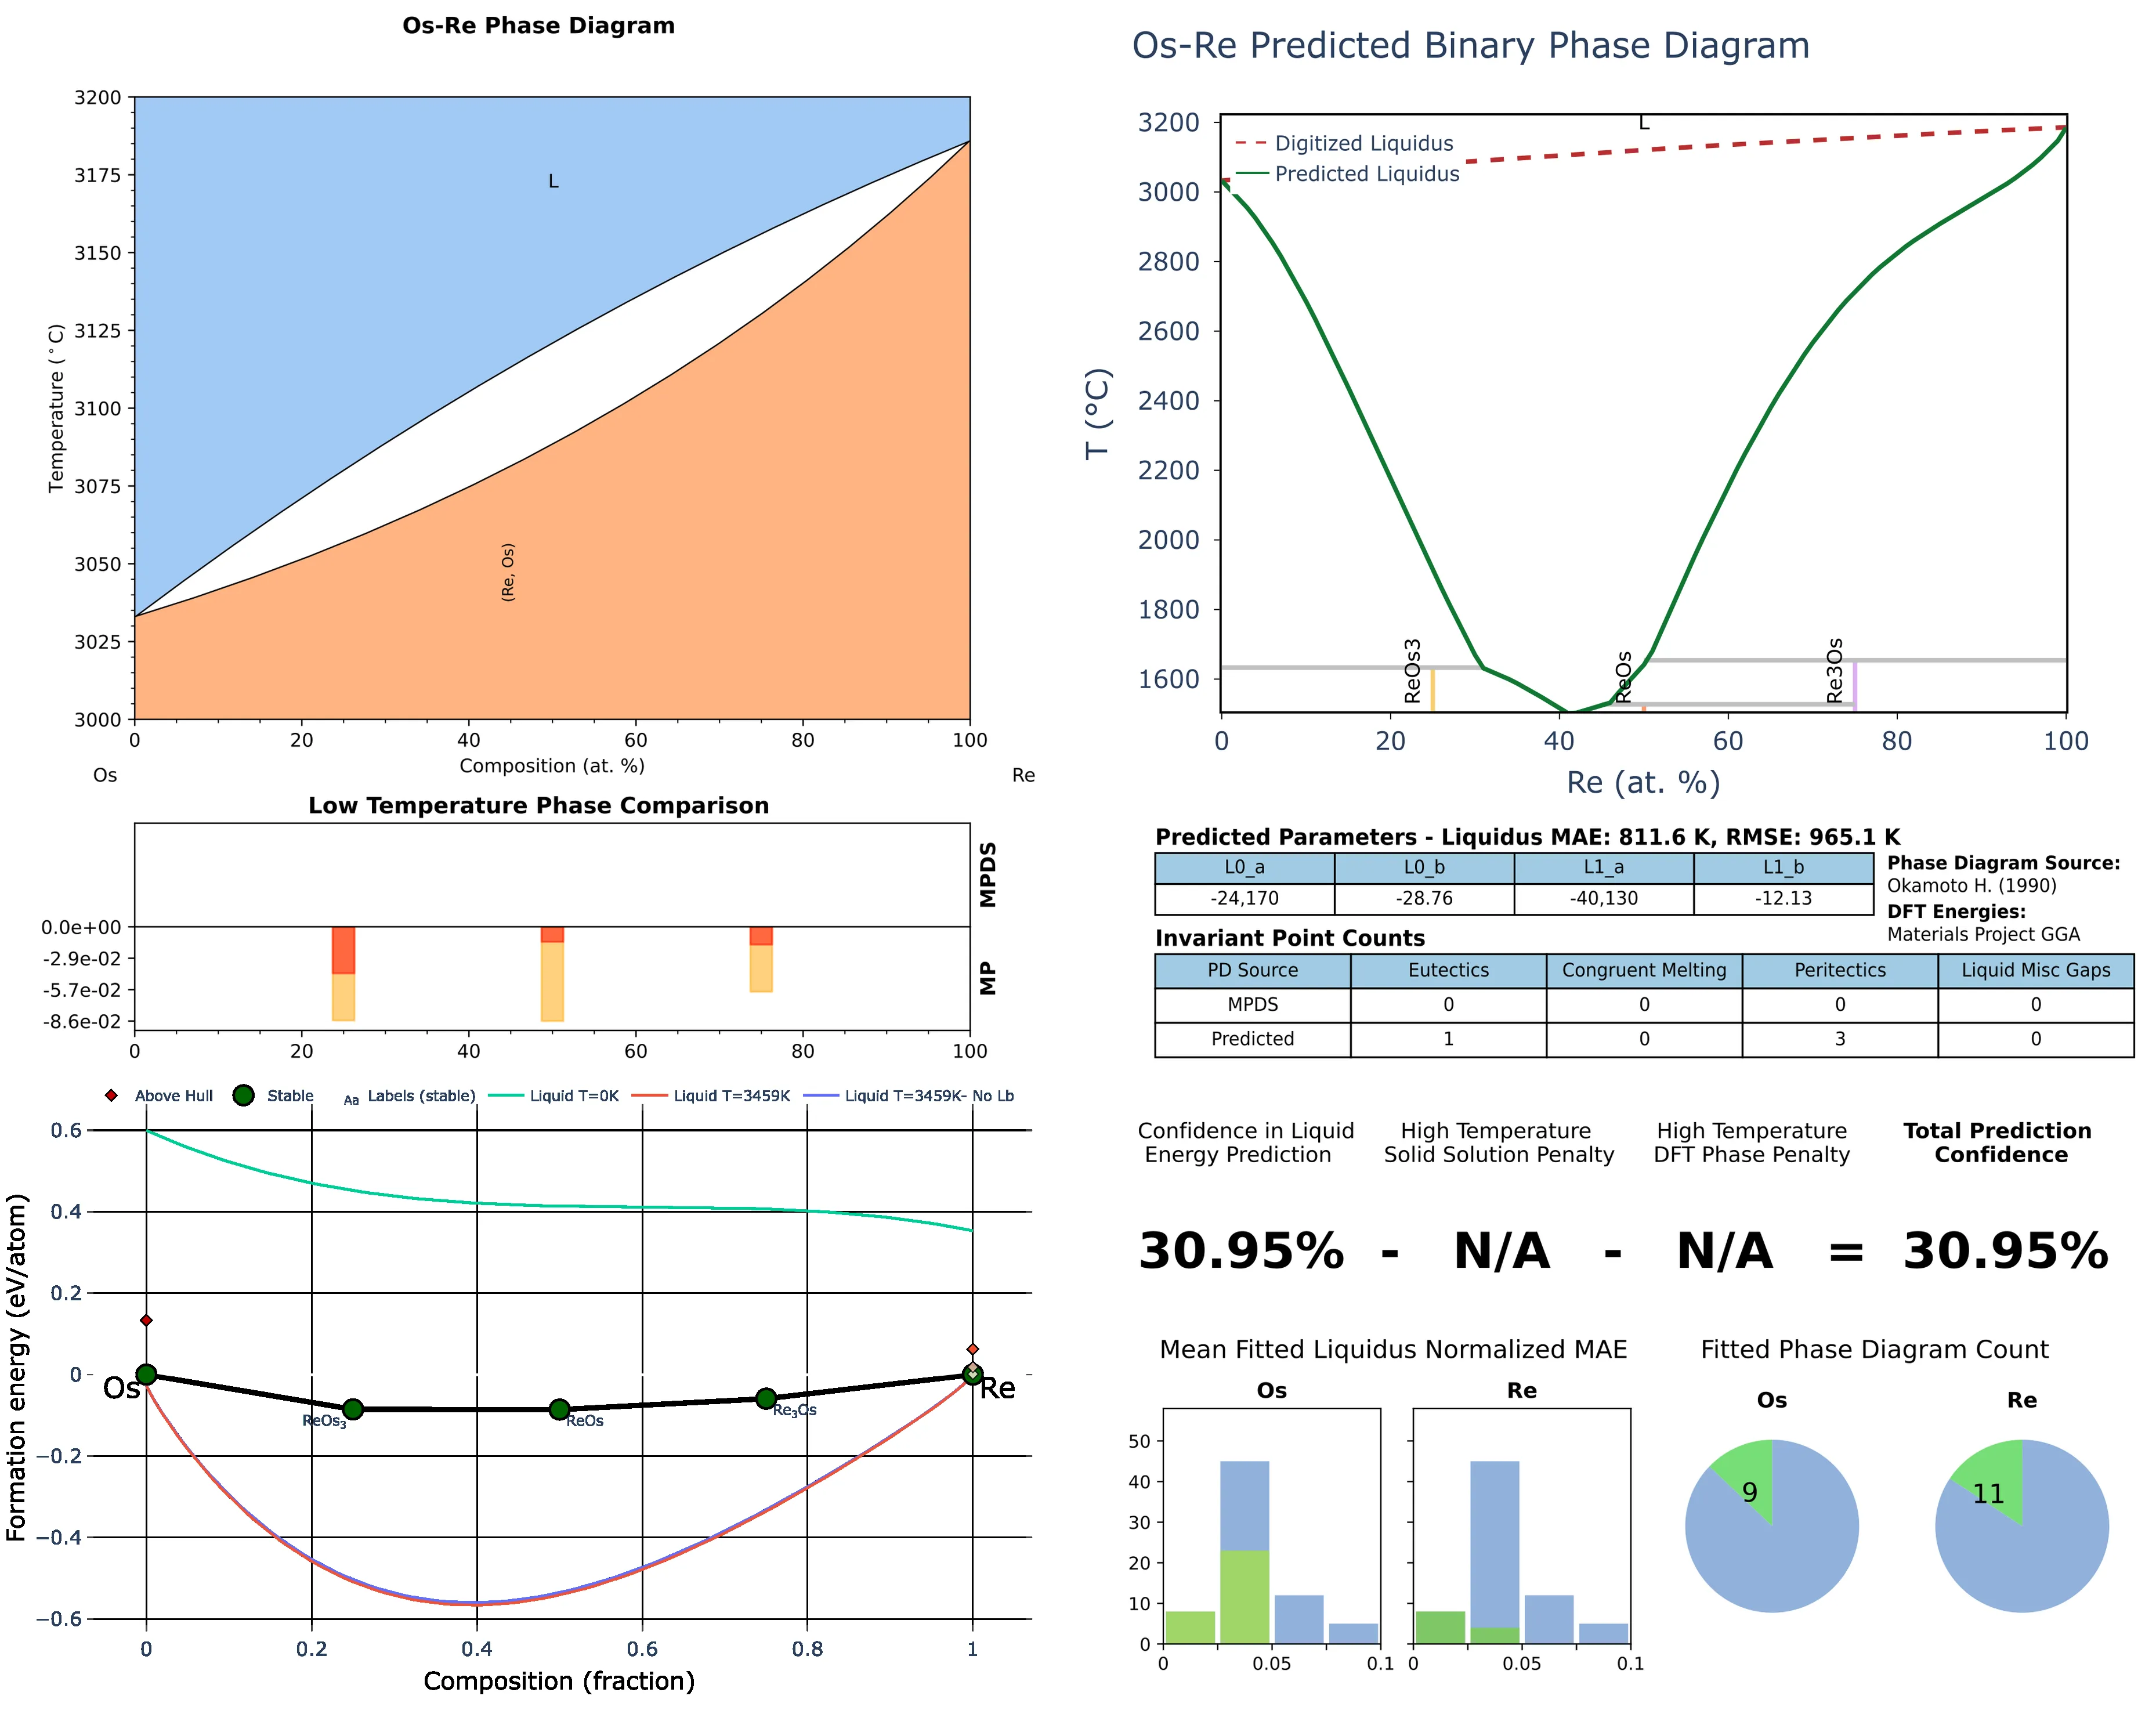 Os-Re Phase Diagram
3200
3175
3150
3125
3100
3075
3050
3025
3000
Temperature (°C)
L
(Re, Os)
0 20 40 60 80 100
Composition (at. %)
Os Re
Low Temperature Phase Comparison
MPDS
MP
0.0e+00
-2.9e-02
-5.7e-02
-8.6e-02
0 20 40 60 80 100
Above Hull Stable Aa Labels (stable) Liquid T=0K Liquid T=3459K Liquid T=3459K- No Lb
0.6
0.4
0.2
0
−0.2
−0.4
−0.6
Formation energy (eV/atom)
Os
ReOs3
ReOs
Re3Os
Re
0 0.2 0.4 0.6 0.8 1
Composition (fraction)
Os-Re Predicted Binary Phase Diagram
3200
3000
2800
2600
2400
2200
2000
1800
1600
T (°C)
L
Digitized Liquidus
Predicted Liquidus
ReOs3
ReOs
Re3Os
0 20 40 60 80 100
Re (at. %)
Predicted Parameters - Liquidus MAE: 811.6 K, RMSE: 965.1 K
L0_a L0_b L1_a L1_b
-24,170 -28.76 -40,130 -12.13
Phase Diagram Source:
Okamoto H. (1990)
DFT Energies:
Materials Project GGA
Invariant Point Counts
PD Source Eutectics Congruent Melting Peritectics Liquid Misc Gaps
MPDS 0 0 0 0
Predicted 1 0 3 0
Confidence in Liquid
Energy Prediction
High Temperature
Solid Solution Penalty
High Temperature
DFT Phase Penalty
Total Prediction
Confidence
30.95% - N/A - N/A = 30.95%
Mean Fitted Liquidus Normalized MAE
Os
Re
50
40
30
20
10
0
0 0.05 0.1
0 0.05 0.1
Fitted Phase Diagram Count
Os
Re
9
11